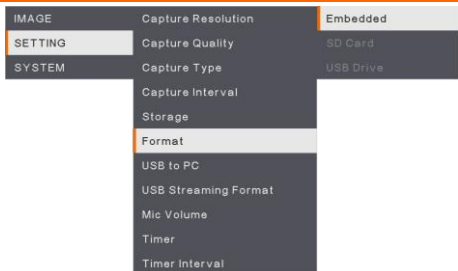 IMAGE
SETTING
SYSTEM
Capture Resolution
Capture Quality
Capture Type
Capture Interval
Storage
Format
USB to PC
USB Streaming Format
Mic Volume
Timer
Timer Interval
Embedded
SD Card
USB Drive